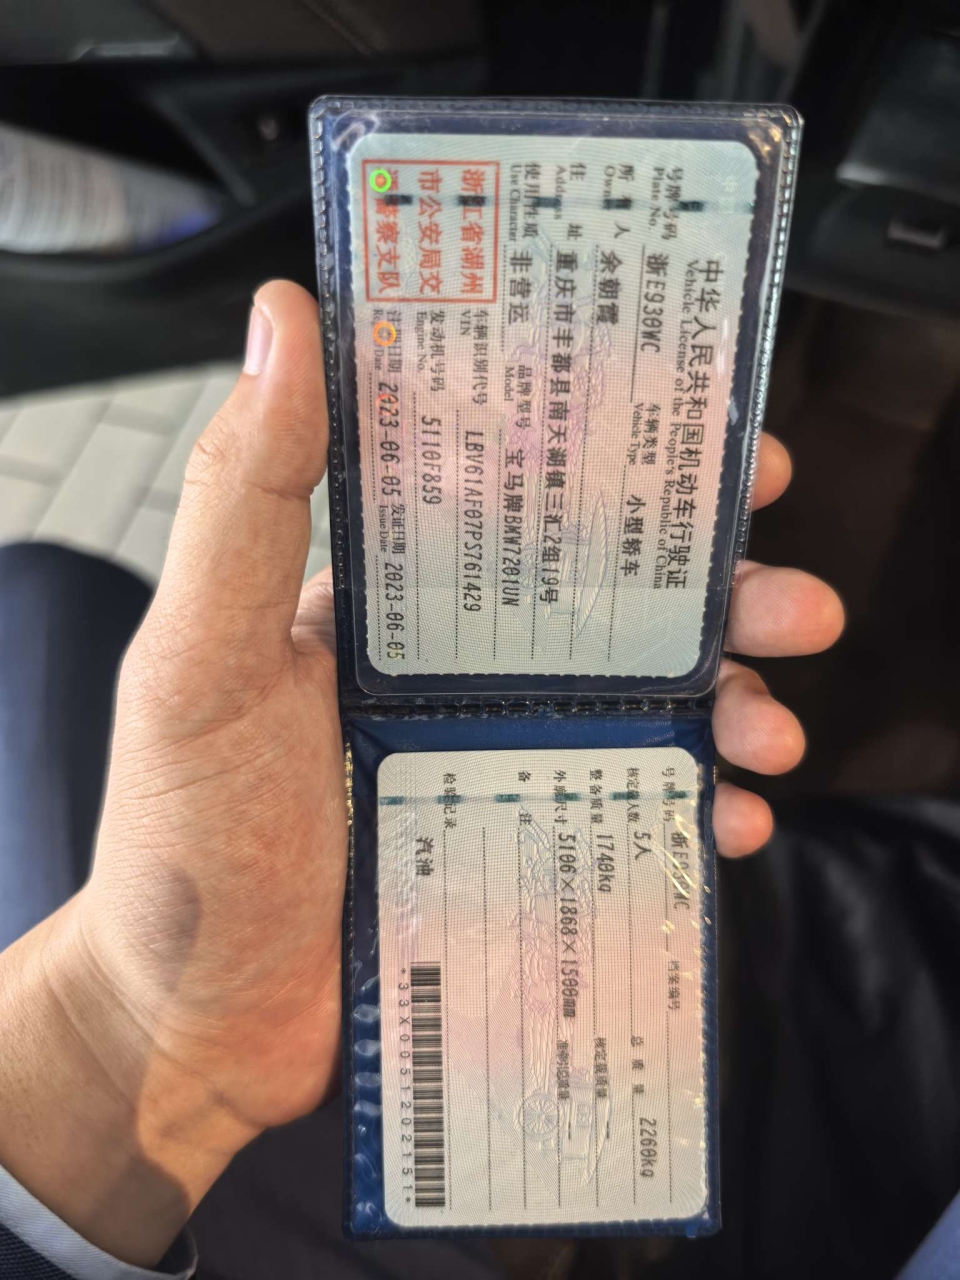 中华人民共和国机动车行驶证
Vehicle License of the People's Republic of China
号牌号码 浙E930WC 车辆类型 小型轿车
Plate No. Vehicle Type
所有人 余朝霞
Owner
住址 重庆市丰都县南天湖镇三汇2组19号
Address
使用性质 非营运 品牌型号 宝马牌BMW7201UN
Use Character Model
浙江省湖州
市公安局交
警察支队
车辆识别代号 LBV61AF07PS761429
VIN
发动机号码 5110F859
Engine No.
注册日期 2023-06-05 发证日期 2023-06-05
Date Issue Date
号牌号码 档案编号
核定载人数 5人 总质量 2260kg
整备质量 1740kg 核定载质量
外廓尺寸 5106×1868×1500mm 准牵引总质量
备注
检验记录 汽油
*33X0051202151*